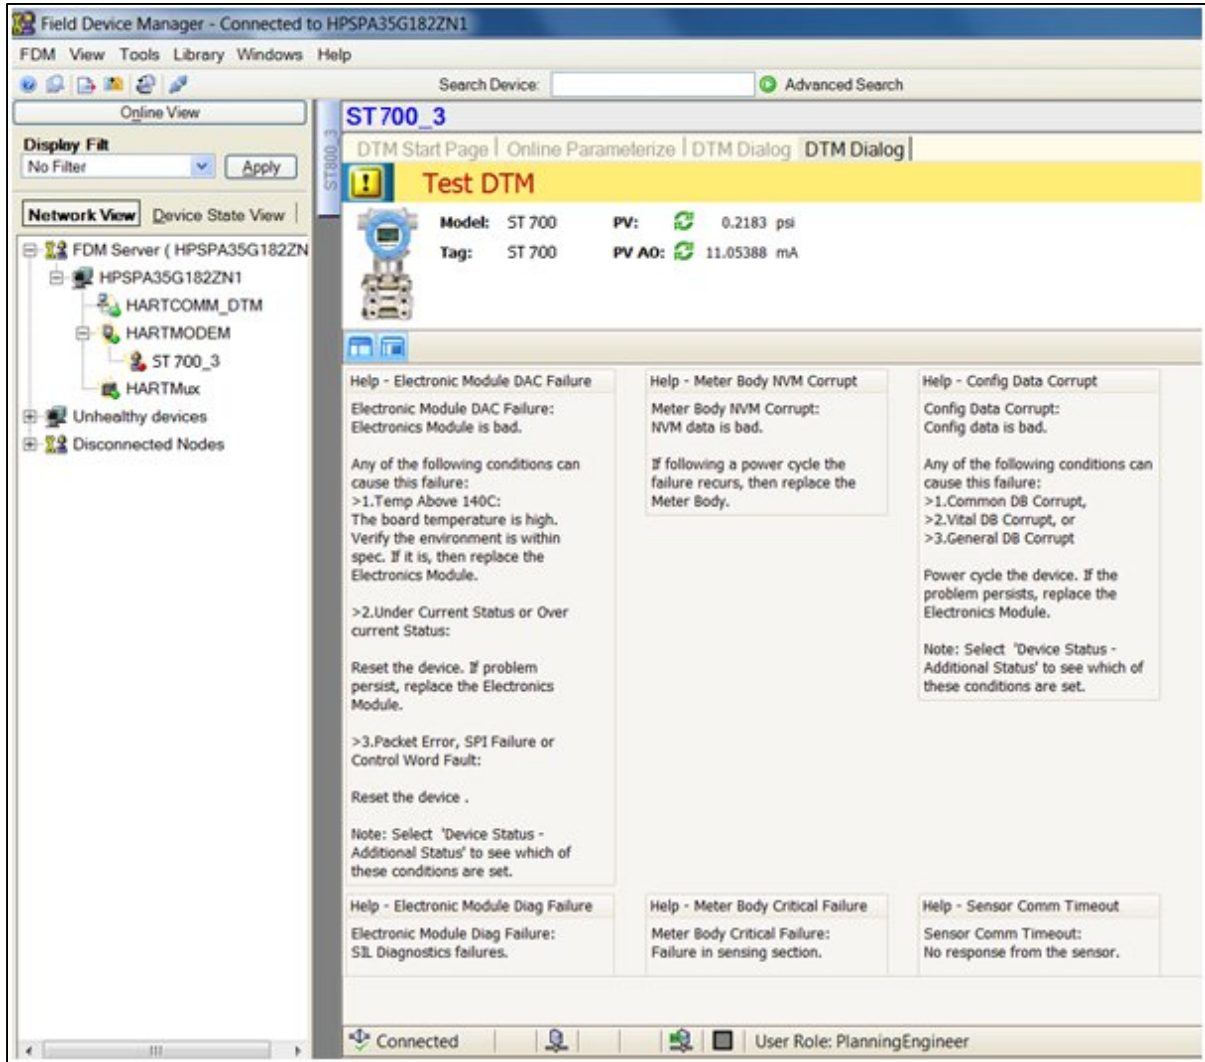 Field Device Manager - Connected to HPSPA35G182ZN1
FDM View Tools Library Windows Help
Search Device: Advanced Search
Online View
Display Filt
No Filter Apply
Network View Device State View
FDM Server ( HPSPA35G182ZN
HPSPA35G182ZN1
HARTCOMM_DTM
HARTMODEM
ST 700_3
HARTMux
Unhealthy devices
Disconnected Nodes
ST800_3
ST700_3
DTM Start Page Online Parameterize DTM Dialog DTM Dialog
Test DTM
Model: ST 700 PV: 0.2183 psi
Tag: ST 700 PV AO: 11.05388 mA
Help - Electronic Module DAC Failure
Electronic Module DAC Failure:
Electronics Module is bad.
Any of the following conditions can
cause this failure:
>1.Temp Above 140C:
The board temperature is high.
Verify the environment is within
spec. If it is, then replace the
Electronics Module.
>2.Under Current Status or Over
current Status:
Reset the device. If problem
persist, replace the Electronics
Module.
>3.Packet Error, SPI Failure or
Control Word Fault:
Reset the device .
Note: Select 'Device Status -
Additional Status' to see which of
these conditions are set.
Help - Meter Body NVM Corrupt
Meter Body NVM Corrupt:
NVM data is bad.
If following a power cycle the
failure recurs, then replace the
Meter Body.
Help - Config Data Corrupt
Config Data Corrupt:
Config data is bad.
Any of the following conditions can
cause this failure:
>1.Common DB Corrupt,
>2.Vital DB Corrupt, or
>3.General DB Corrupt
Power cycle the device. If the
problem persists, replace the
Electronics Module.
Note: Select 'Device Status -
Additional Status' to see which of
these conditions are set.
Help - Electronic Module Diag Failure
Electronic Module Diag Failure:
SIL Diagnostics failures.
Help - Meter Body Critical Failure
Meter Body Critical Failure:
Failure in sensing section.
Help - Sensor Comm Timeout
Sensor Comm Timeout:
No response from the sensor.
Connected User Role: PlanningEngineer